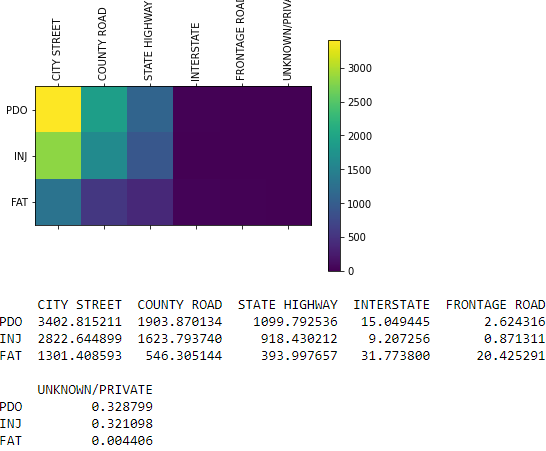 CITY STREET
COUNTY ROAD
STATE HIGHWAY
INTERSTATE
FRONTAGE ROAD
UNKNOWN/PRIVATE
PDO
INJ
FAT
3000
2500
2000
1500
1000
500
0
CITY STREET COUNTY ROAD STATE HIGHWAY INTERSTATE FRONTAGE ROAD
PDO 3402.815211 1903.870134 1099.792536 15.049445 2.624316
INJ 2822.644899 1623.793740 918.430212 9.207256 0.871311
FAT 1301.408593 546.305144 393.997657 31.773800 20.425291
UNKNOWN/PRIVATE
PDO 0.328799
INJ 0.321098
FAT 0.004406